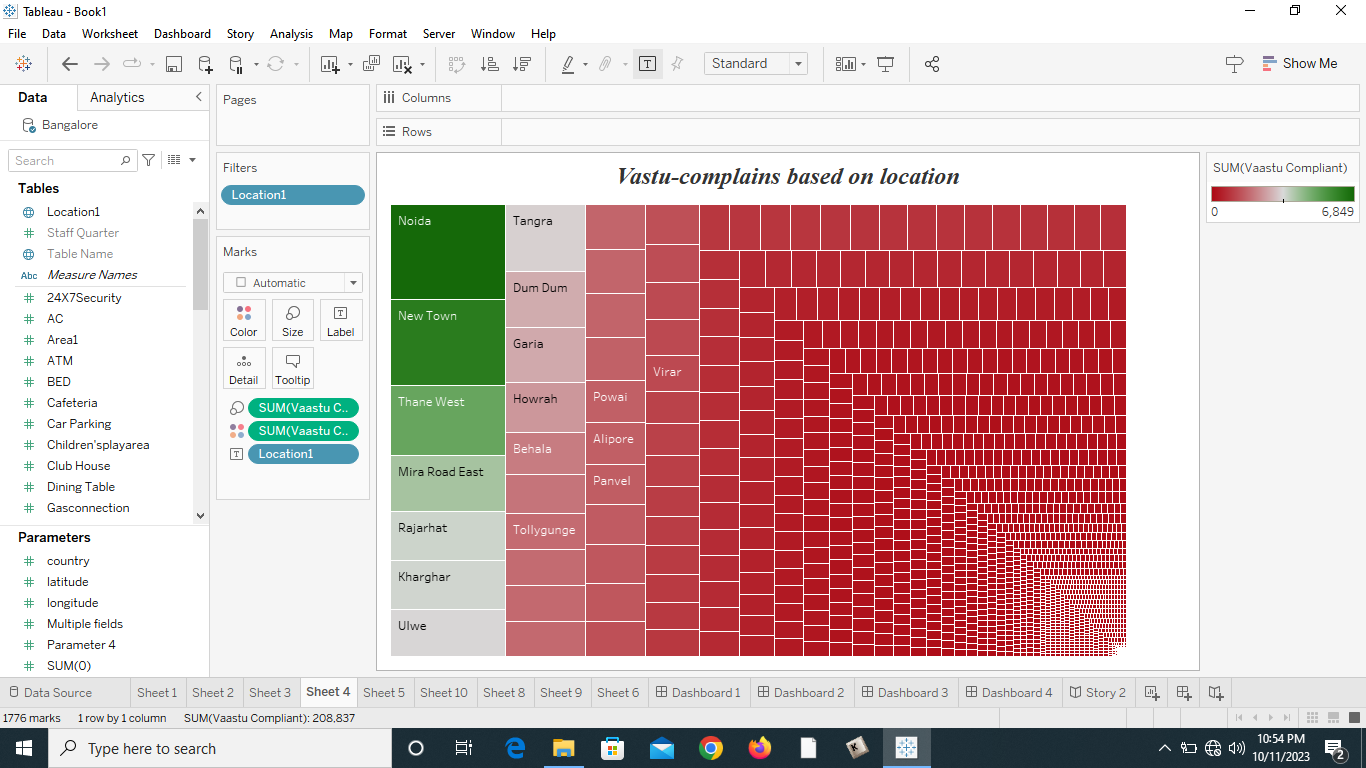 Tableau - Book1
File Data Worksheet Dashboard Story Analysis Map Format Server Window Help
Standard
Show Me
Data Analytics
Bangalore
Search
Tables
Location1
Staff Quarter
Table Name
Abc Measure Names
24X7Security
AC
Area1
ATM
BED
Cafeteria
Car Parking
Children'splayarea
Club House
Dining Table
Gasconnection
Parameters
country
latitude
longitude
Multiple fields
Parameter 4
SUM(0)
Pages
Filters
Location1
Marks
Automatic
Color Size Label
Detail Tooltip
SUM(Vaastu C..
SUM(Vaastu C..
Location1
Columns
Rows
Vastu-complains based on location
Noida
New Town
Thane West
Mira Road East
Rajarhat
Kharghar
Ulwe
Tangra
Dum Dum
Garia
Howrah
Behala
Tollygunge
Powai
Alipore
Panvel
Virar
SUM(Vaastu Compliant)
0 6,849
Data Source Sheet 1 Sheet 2 Sheet 3 Sheet 4 Sheet 5 Sheet 10 Sheet 8 Sheet 9 Sheet 6 Dashboard 1 Dashboard 2 Dashboard 3 Dashboard 4 Story 2
1776 marks 1 row by 1 column SUM(Vaastu Compliant): 208,837
Type here to search
10:54 PM
10/11/2023
2